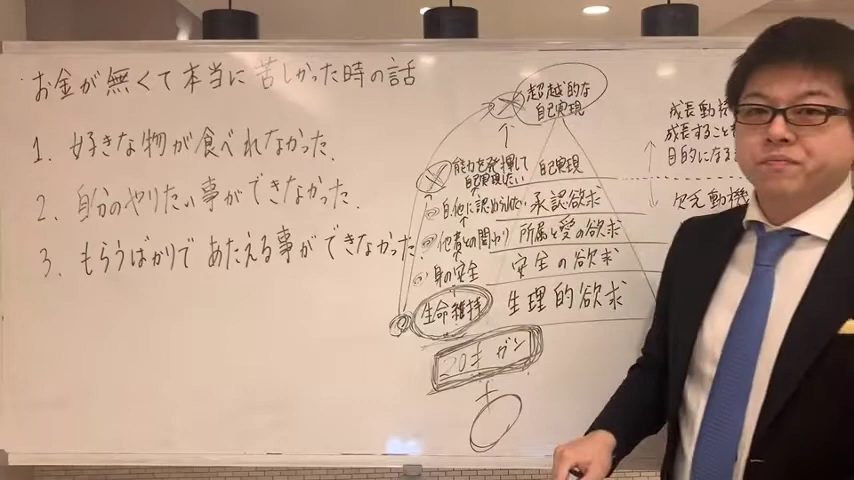 お金が無くて本当に苦しかった時の話
1. 好きな物が食べれなかった.
2. 自分のやりたい事ができなかった.
3. もらうばかりで あたえる事ができなかった.
超越的な
自己実現
能力を発揮して
自己実現したい
自己実現
自.他に認められたい 承認欲求
他者との関わり 所属と愛の欲求
身の安全 安全の欲求
生命維持 生理的欲求
20才 ガン
成長動機
成長すること
目的になる
欠乏動機